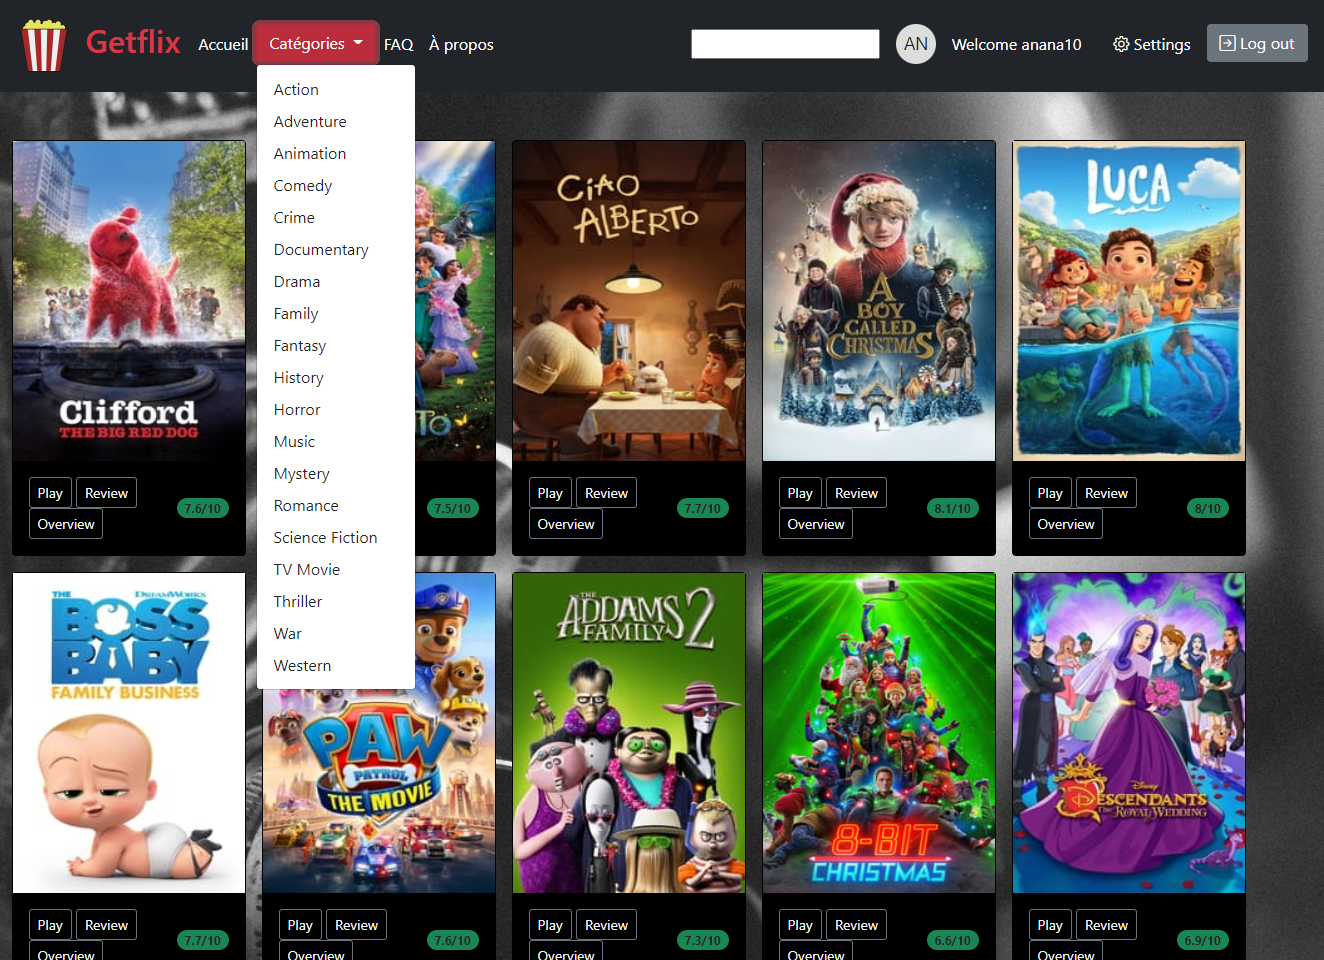 Getflix
Accueil
Catégories
FAQ
À propos
AN
Welcome anana10
Settings
Log out
Action
Adventure
Animation
Comedy
Crime
Documentary
Drama
Family
Fantasy
History
Horror
Music
Mystery
Romance
Science Fiction
TV Movie
Thriller
War
Western
Clifford
THE BIG RED DOG
Play
Review
Overview
7.6/10
TO
7.5/10
CIAO
ALBERTO
Play
Review
Overview
7.7/10
A
BOY
CALLED
CHRISTMAS
Play
Review
Overview
8.1/10
LUCA
Play
Review
Overview
8/10
THE
DREAMWORKS
BOSS
BABY
FAMILY BUSINESS
Play
Review
Overview
7.7/10
PAW
PATROL
THE MOVIE
Play
Review
Overview
7.6/10
THE
ADDAMS
FAMILY 2
Play
Review
Overview
7.3/10
8-BIT
CHRISTMAS
Play
Review
Overview
6.6/10
Disney
DESCENDANTS
The ROYAL WEDDING
Play
Review
Overview
6.9/10